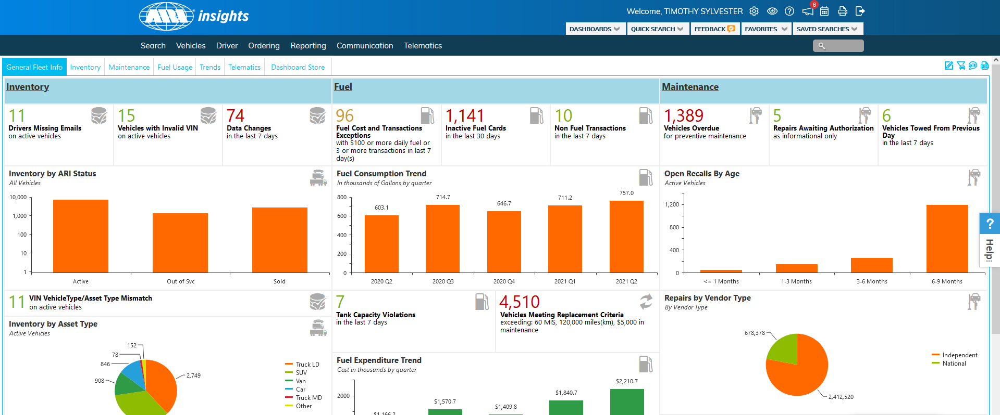 ARI insights
Welcome, TIMOTHY SYLVESTER
6
DASHBOARDS
QUICK SEARCH
FEEDBACK
FAVORITES
SAVED SEARCHES
Search Vehicles Driver Ordering Reporting Communication Telematics
General Fleet Info
Inventory
Maintenance
Fuel Usage
Trends
Telematics
Dashboard Store
PDF
Inventory
11
Drivers Missing Emails
on active vehicles
15
Vehicles with Invalid VIN
on active vehicles
74
Data Changes
in the last 7 days
Inventory by ARI Status
All Vehicles
10,000
1,000
100
10
1
Active
Out of Svc
Sold
11
VIN VehicleType/Asset Type Mismatch
on active vehicles
Inventory by Asset Type
Active Vehicles
152
78
846
908
2,749
Truck LD
SUV
Van
Car
Truck MD
Other
Fuel
96
Fuel Cost and Transactions
Exceptions
with $100 or more daily fuel or
3 or more transactions in last 7
day(s)
1,141
Inactive Fuel Cards
in the last 30 days
10
Non Fuel Transactions
in the last 7 days
Fuel Consumption Trend
In thousands of Gallons by quarter
800
600
400
200
0
603.1
714.7
646.7
711.2
757.0
2020 Q2
2020 Q3
2020 Q4
2021 Q1
2021 Q2
7
Tank Capacity Violations
in the last 7 days
4,510
Vehicles Meeting Replacement Criteria
exceeding: 60 MIS, 120,000 miles(km), $5,000 in
maintenance
Fuel Expenditure Trend
Cost in thousands by quarter
2000
$1,166.2
$1,570.7
$1,409.8
$1,840.7
$2,210.7
Maintenance
1,389
Vehicles Overdue
for preventive maintenance
5
Repairs Awaiting Authorization
as informational only
6
Vehicles Towed From Previous
Day
in the last 7 days
Open Recalls By Age
Active Vehicles
1,200
800
400
0
<= 1 Months
1-3 Months
3-6 Months
6-9 Months
Repairs by Vendor Type
By Vendor Type
678,378
2,412,520
Independent
National
?
Help